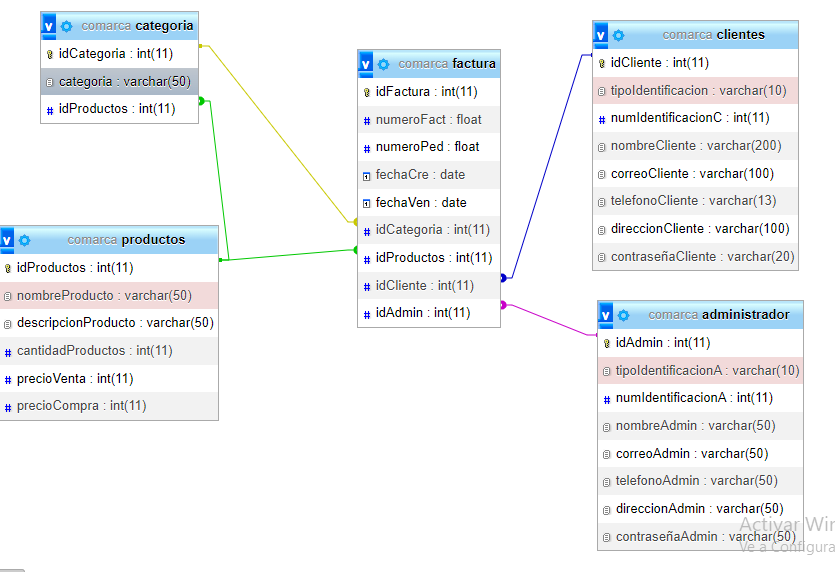 comarca categoria
idCategoria : int(11)
categoria : varchar(50)
idProductos : int(11)
comarca productos
idProductos : int(11)
nombreProducto : varchar(50)
descripcionProducto : varchar(50)
cantidadProductos : int(11)
precioVenta : int(11)
precioCompra : int(11)
comarca factura
idFactura : int(11)
numeroFact : float
numeroPed : float
fechaCre : date
fechaVen : date
idCategoria : int(11)
idProductos : int(11)
idCliente : int(11)
idAdmin : int(11)
comarca clientes
idCliente : int(11)
tipoIdentificacion : varchar(10)
numIdentificacionC : int(11)
nombreCliente : varchar(200)
correoCliente : varchar(100)
telefonoCliente : varchar(13)
direccionCliente : varchar(100)
contraseñaCliente : varchar(20)
comarca administrador
idAdmin : int(11)
tipoIdentificacionA : varchar(10)
numIdentificacionA : int(11)
nombreAdmin : varchar(50)
correoAdmin : varchar(50)
telefonoAdmin : varchar(50)
direccionAdmin : varchar(50)
contraseñaAdmin : varchar(50)
Activar Wir
Ve a Configura